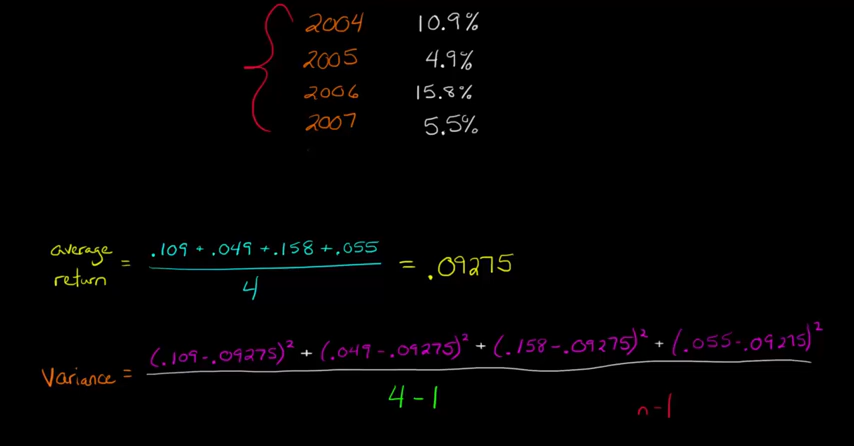 2004 10.9%
2005 4.9%
2006 15.8%
2007 5.5%
average return = .109 + .049 + .158 + .055 / 4 = .09275
Variance = (.109 - .09275)² + (.049 - .09275)² + (.158 - .09275)² + (.055 - .09275)² / 4 - 1
n - 1